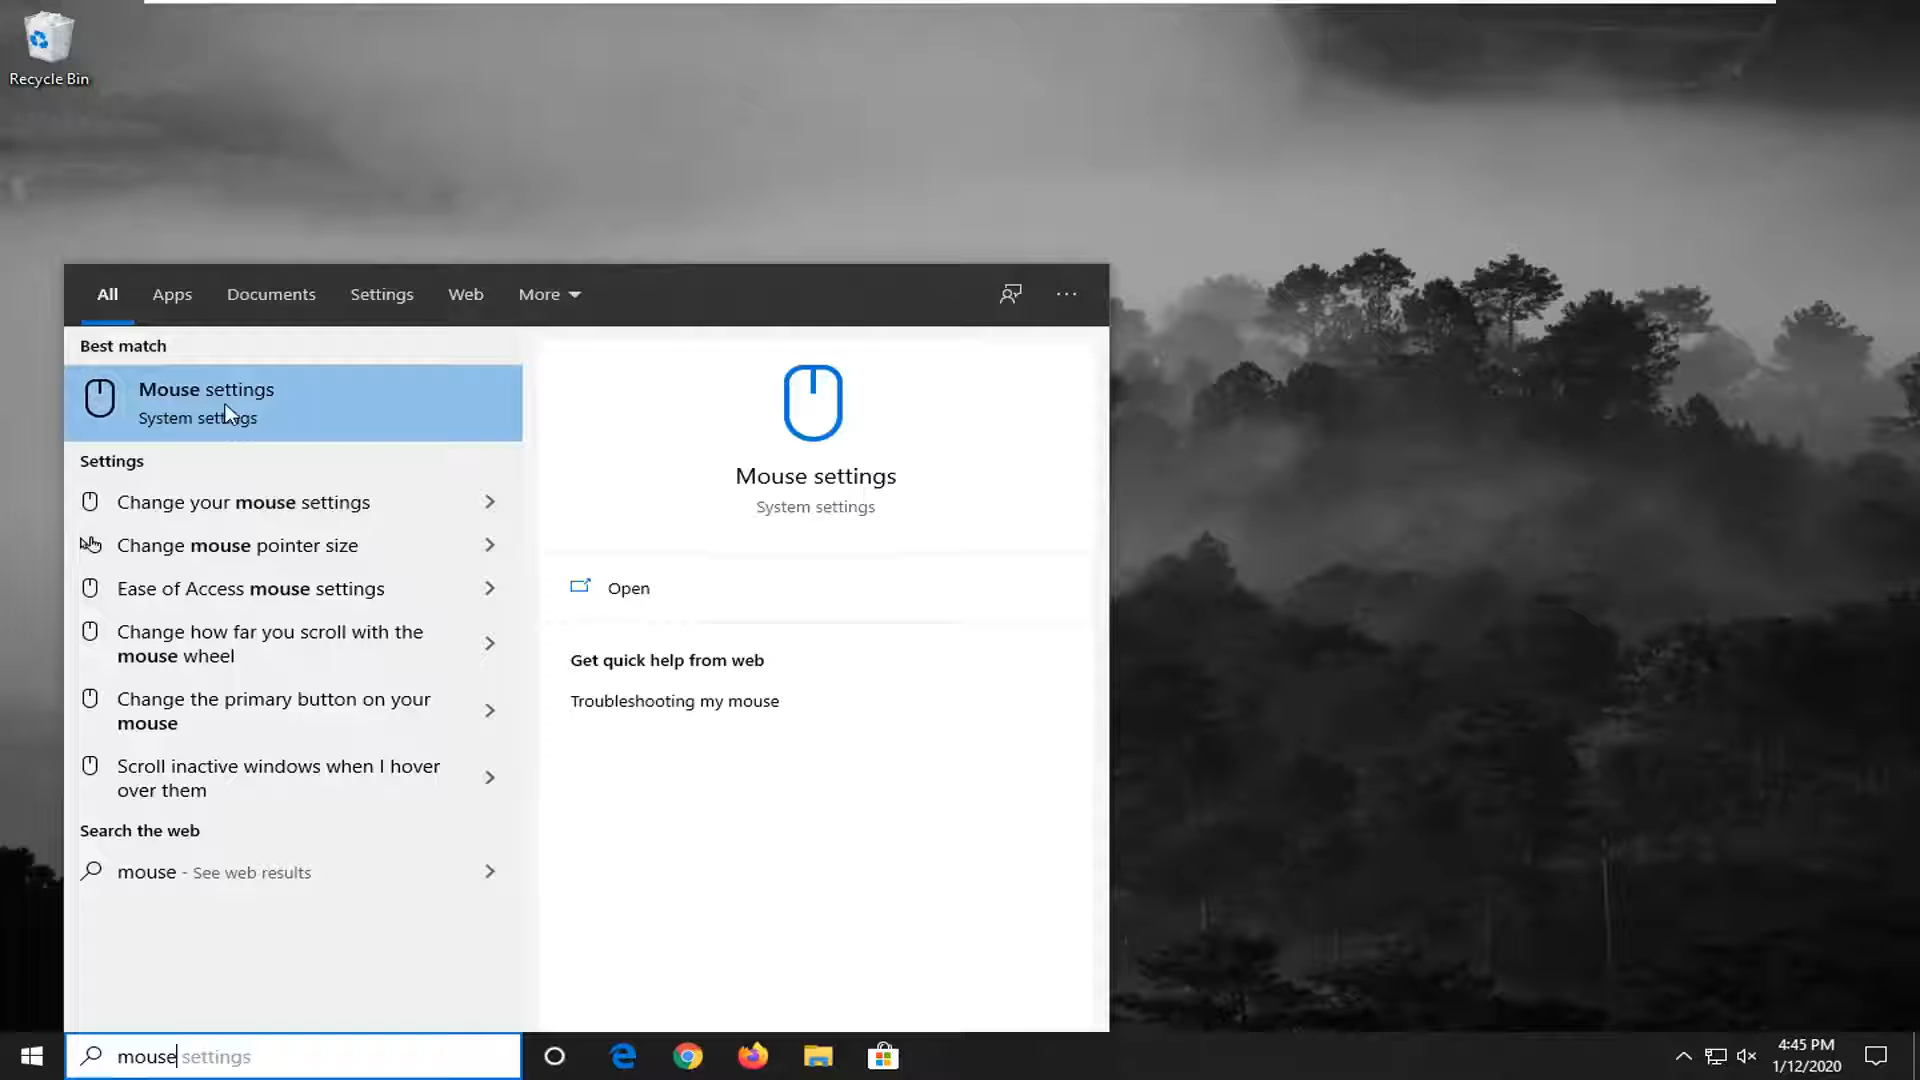 Recycle Bin
All Apps Documents Settings Web More
Best match
Mouse settings
System settings
Settings
Change your mouse settings
Change mouse pointer size
Ease of Access mouse settings
Change how far you scroll with the
mouse wheel
Change the primary button on your
mouse
Scroll inactive windows when I hover
over them
Search the web
mouse - See web results
Mouse settings
System settings
Open
Get quick help from web
Troubleshooting my mouse
mouse settings
4:45 PM
1/12/2020